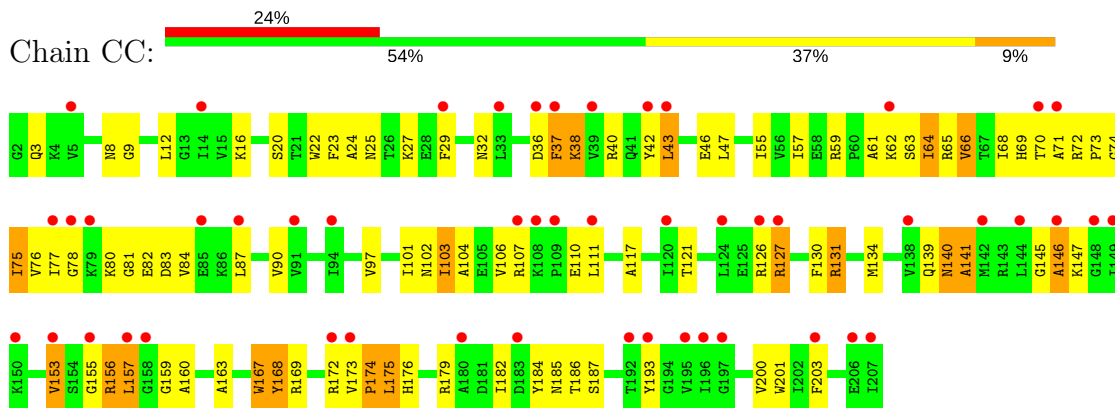 24%
Chain CC:
54% 37% 9%
G2 Q3 K4 V5 N8 G9 L12 G13 I14 V15 K16 S20 T21 W22 F23 A24 N25 T26 K27 E28 F29 N32 L33 D36 F37 K38 V39 R40 Q41 Y42 L43 E46 L47 I55 V56 I57 E58 R59 P60 A61 K62 S63 I64 R65 V66 T67 I68 H69 T70 A71 R72 P73 G74
I75 V76 I77 G78 K79 K80 G81 E82 D83 V84 E85 K86 L87 V90 V91 I94 V97 I101 N102 I103 A104 E105 V106 R107 K108 P109 E110 L111 A117 I120 T121 L124 E125 R126 R127 F130 R131 M134 V138 Q139 N140 A141 M142 R143 L144 G145 A146 K147 G148 I149
K150 V153 S154 G155 R156 L157 G158 G159 A160 A163 W167 Y168 R169 R172 V173 P174 L175 H176 R179 A180 D181 I182 D183 Y184 N185 T186 S187 T192 Y193 G194 V195 I196 G197 V200 W201 I202 F203 E206 I207